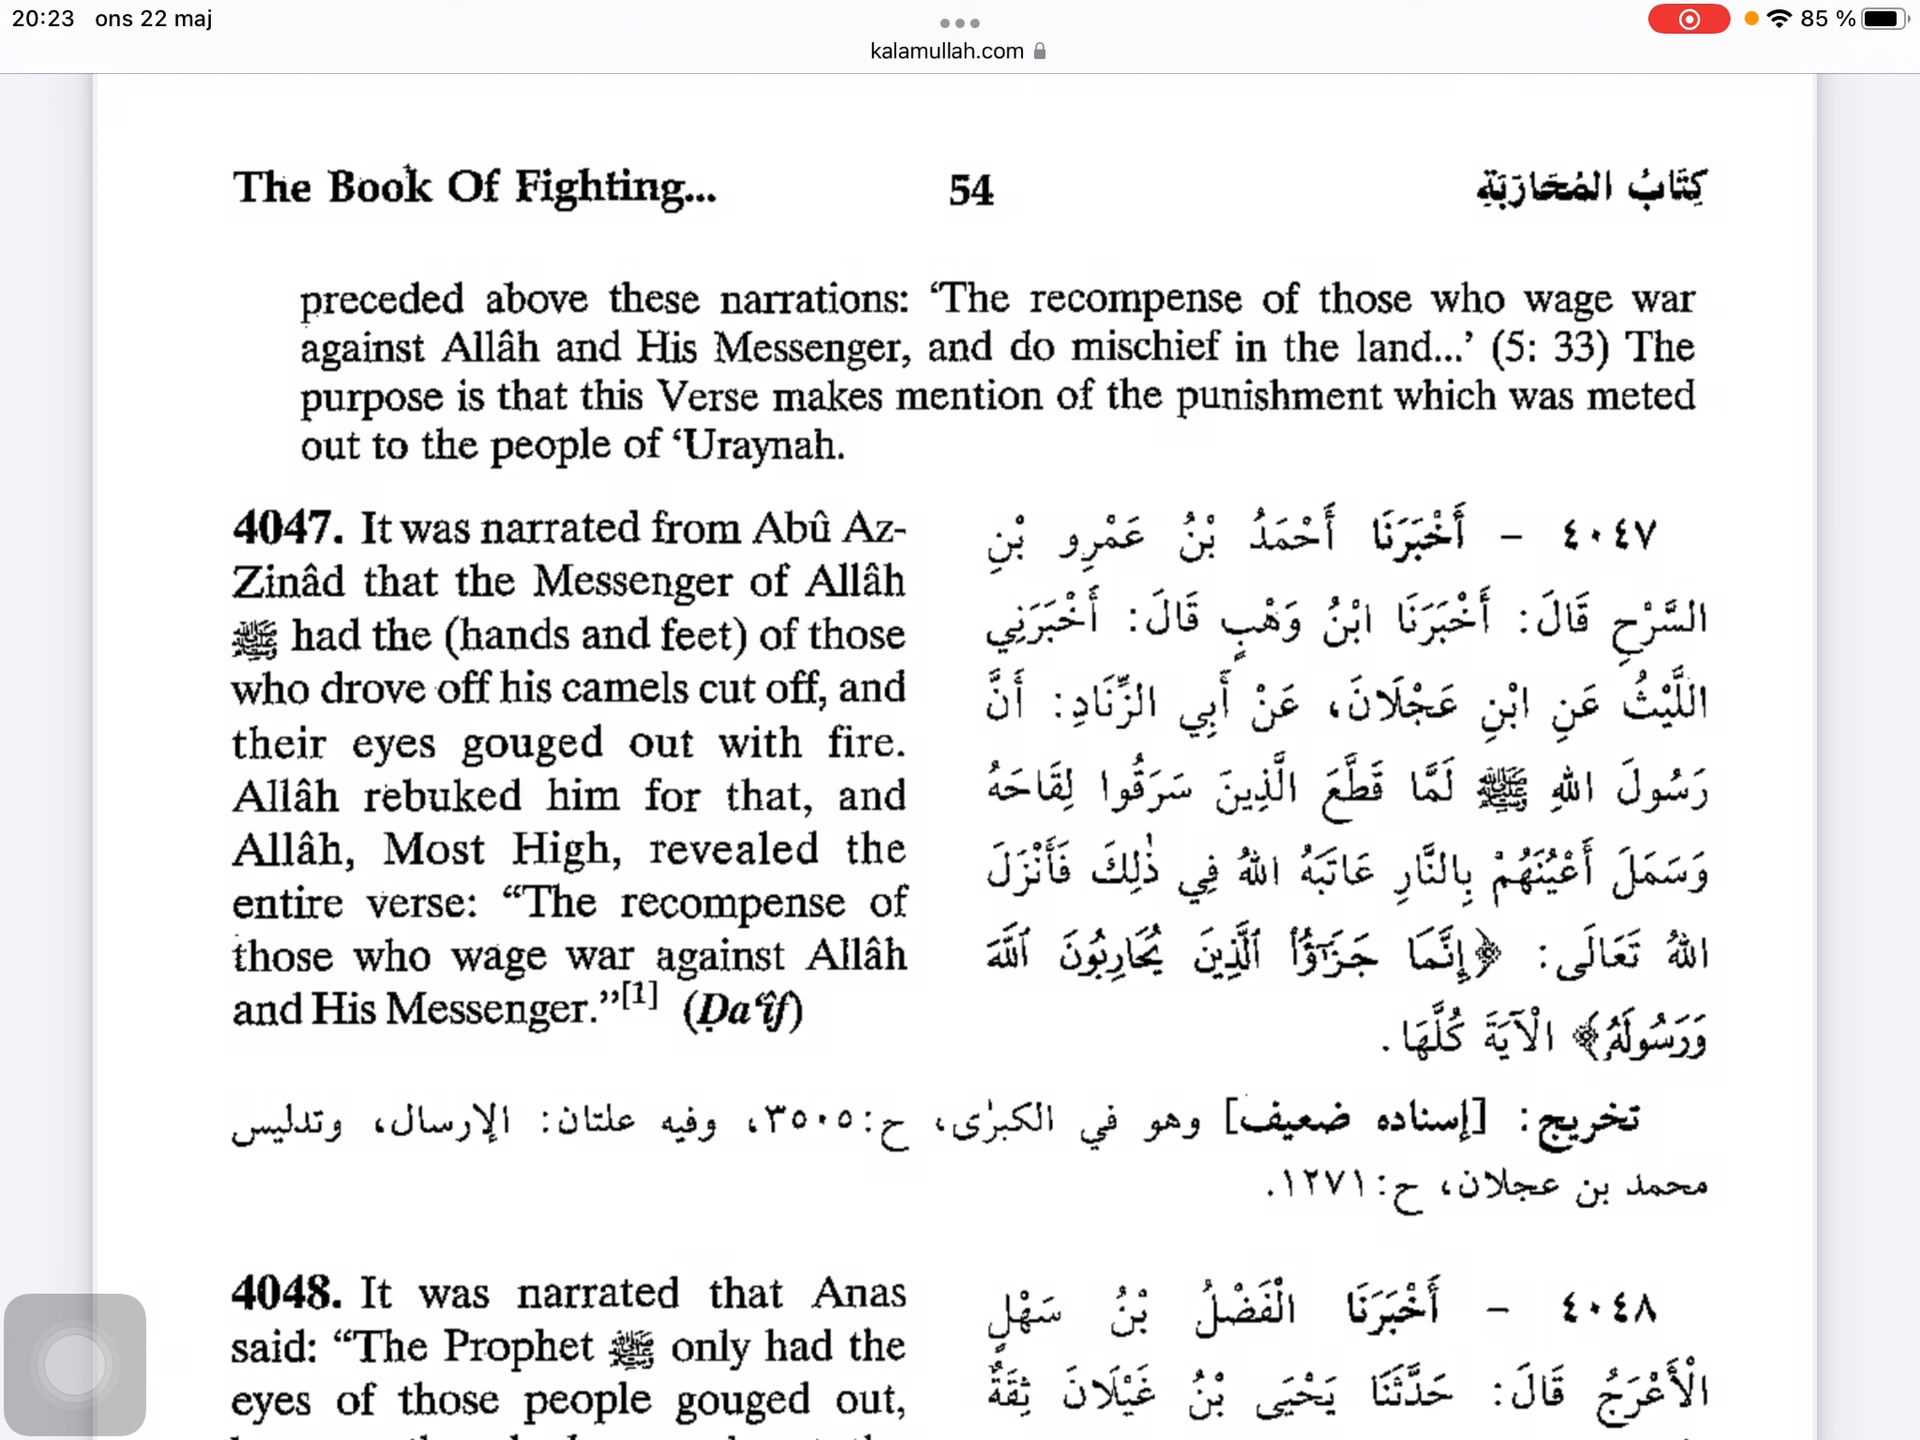 20:23 ons 22 maj
85 %
kalamullah.com
The Book Of Fighting... 54 كِتَابُ المُحَارَبَةِ
preceded above these narrations: ‘The recompense of those who wage war
against Allâh and His Messenger, and do mischief in the land...’ (5: 33) The
purpose is that this Verse makes mention of the punishment which was meted
out to the people of ‘Uraynah.
4047. It was narrated from Abû Az-
Zinâd that the Messenger of Allâh
ﷺ had the (hands and feet) of those
who drove off his camels cut off, and
their eyes gouged out with fire.
Allâh rebuked him for that, and
Allâh, Most High, revealed the
entire verse: “The recompense of
those who wage war against Allâh
and His Messenger.”[1] (Ḍa‘îf)
٤٠٤٧ - أَخْبَرَنَا أَحْمَدُ بْنُ عَمْرِو بْنِ
السَّرْحِ قَالَ: أَخْبَرَنَا ابْنُ وَهْبٍ قَالَ: أَخْبَرَنِي
اللَّيْثُ عَنِ ابْنِ عَجْلَانَ، عَنْ أَبِي الزِّنَادِ: أَنَّ
رَسُولَ اللهِ ﷺ لَمَّا قَطَّعَ الَّذِينَ سَرَقُوا لِقَاحَهُ
وَسَمَلَ أَعْيُنَهُمْ بِالنَّارِ عَاتَبَهُ اللهُ فِي ذٰلِكَ فَأَنْزَلَ
اللهُ تَعَالَى: ﴿إِنَّمَا جَزَٰٓؤُا۟ ٱلَّذِينَ يُحَارِبُونَ ٱللَّهَ
وَرَسُولَهُۥ﴾ الْآيَةَ كُلَّهَا.
تخريج: [إسناده ضعيف] وهو في الكبرٰى، ح:٣٥٠٥، وفيه علتان: الإرسال، وتدليس
محمد بن عجلان، ح:١٢٧١.
4048. It was narrated that Anas
said: “The Prophet ﷺ only had the
eyes of those people gouged out,
٤٠٤٨ - أَخْبَرَنَا الْفَضْلُ بْنُ سَهْلٍ
الْأَعْرَجُ قَالَ: حَدَّثَنَا يَحْيَى بْنُ غَيْلَانَ ثِقَةٌ